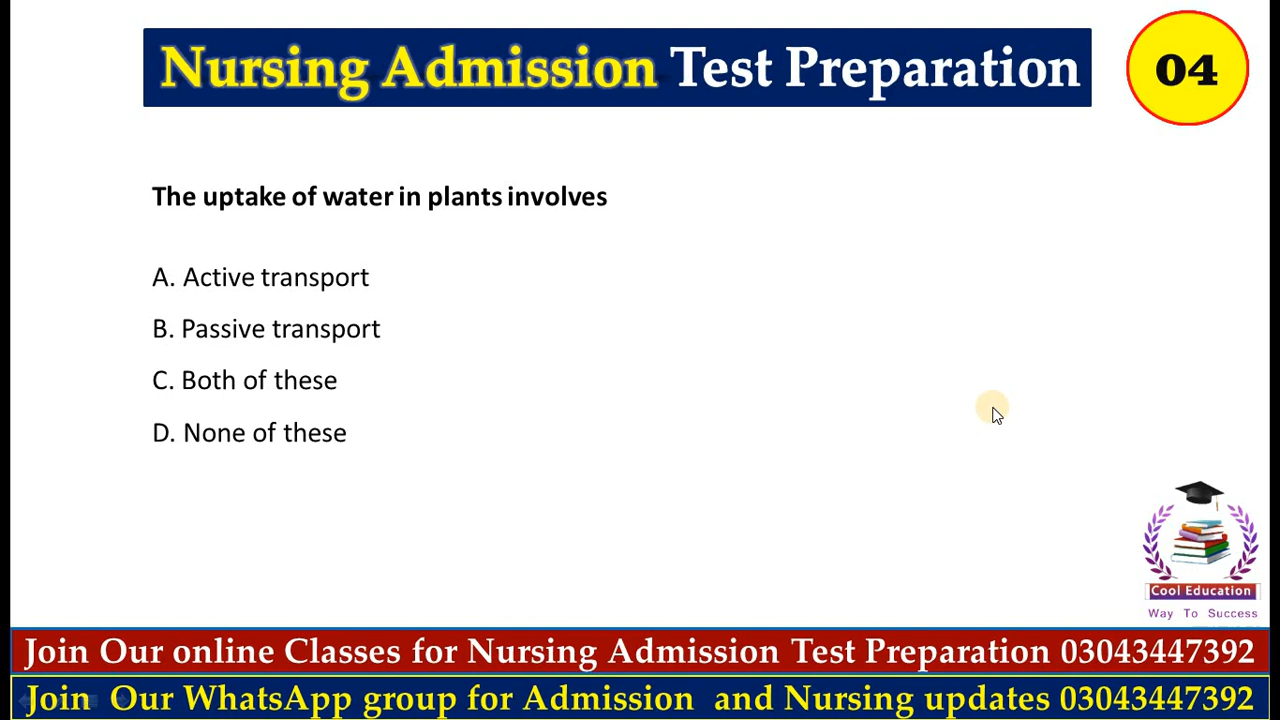 Nursing Admission Test Preparation
04
The uptake of water in plants involves
A. Active transport
B. Passive transport
C. Both of these
D. None of these
Cool Education
Way To Success
Join Our online Classes for Nursing Admission Test Preparation 03043447392
Join Our WhatsApp group for Admission and Nursing updates 03043447392